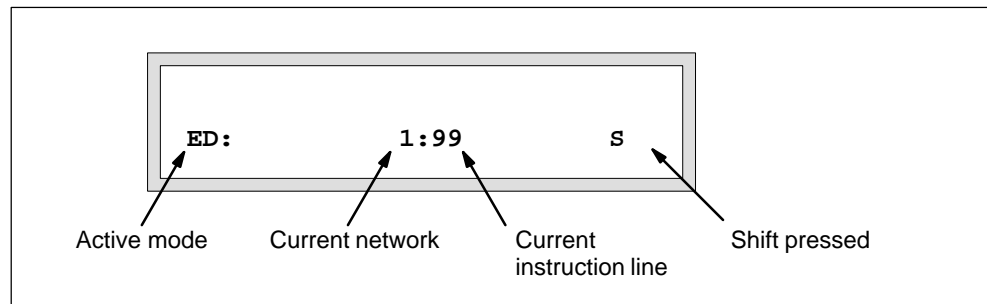 ED: 1:99 S
Active mode Current network Current instruction line Shift pressed